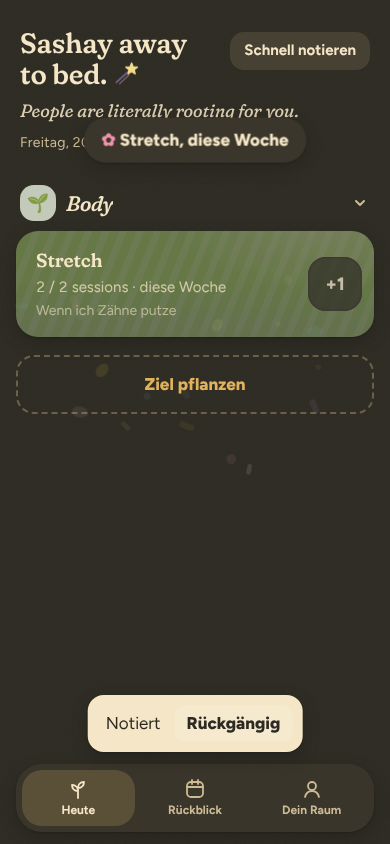 Sashay away
to bed.
Schnell notieren
People are literally rooting for you.
Freitag, 20
Stretch, diese Woche
Body
Stretch
2 / 2 sessions · diese Woche
Wenn ich Zähne putze
+1
Ziel pflanzen
Notiert
Rückgängig
Heute
Rückblick
Dein Raum